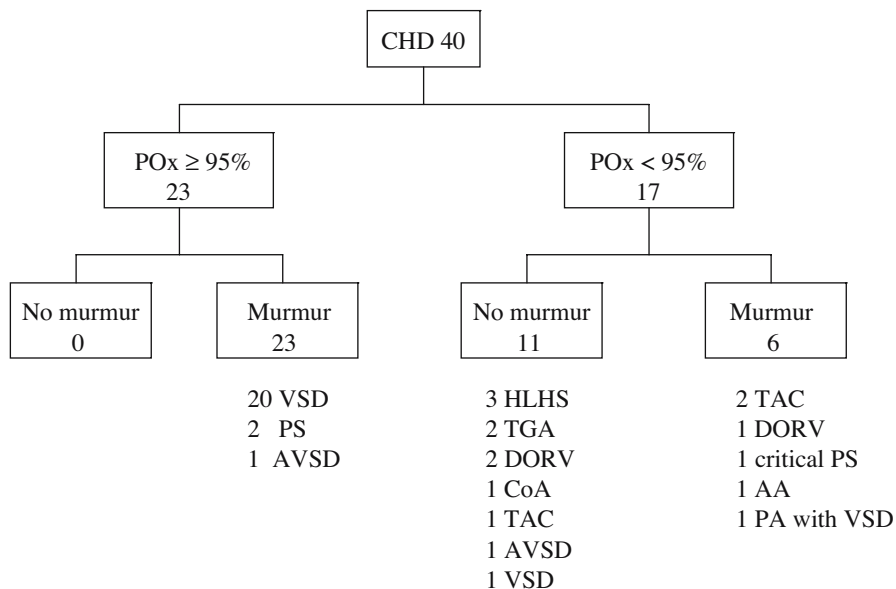 CHD 40
POx ≥ 95%
23
POx < 95%
17
No murmur
0
Murmur
23
No murmur
11
Murmur
6
20 VSD
2 PS
1 AVSD
3 HLHS
2 TGA
2 DORV
1 CoA
1 TAC
1 AVSD
1 VSD
2 TAC
1 DORV
1 critical PS
1 AA
1 PA with VSD